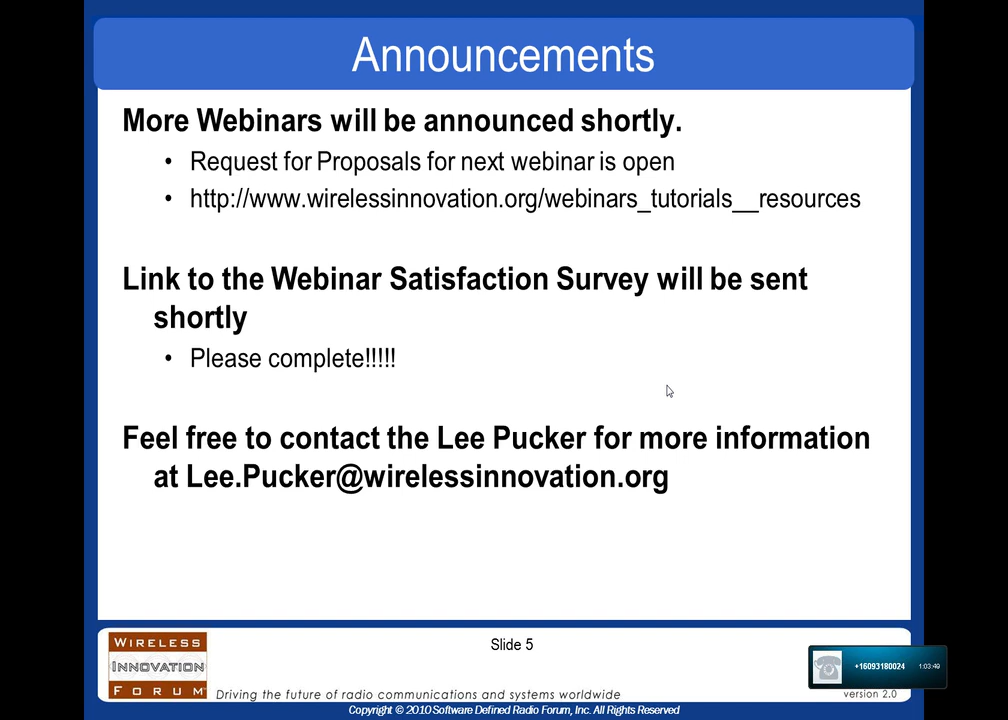 Announcements
More Webinars will be announced shortly.
• Request for Proposals for next webinar is open
• http://www.wirelessinnovation.org/webinars_tutorials__resources
Link to the Webinar Satisfaction Survey will be sent
shortly
• Please complete!!!!!
Feel free to contact the Lee Pucker for more information
at Lee.Pucker@wirelessinnovation.org
Slide 5
WIRELESS
INNOVATION
FORUM
Driving the future of radio communications and systems worldwide
+16093180024 1:03:49
version 2.0
Copyright © 2010 Software Defined Radio Forum, Inc. All Rights Reserved